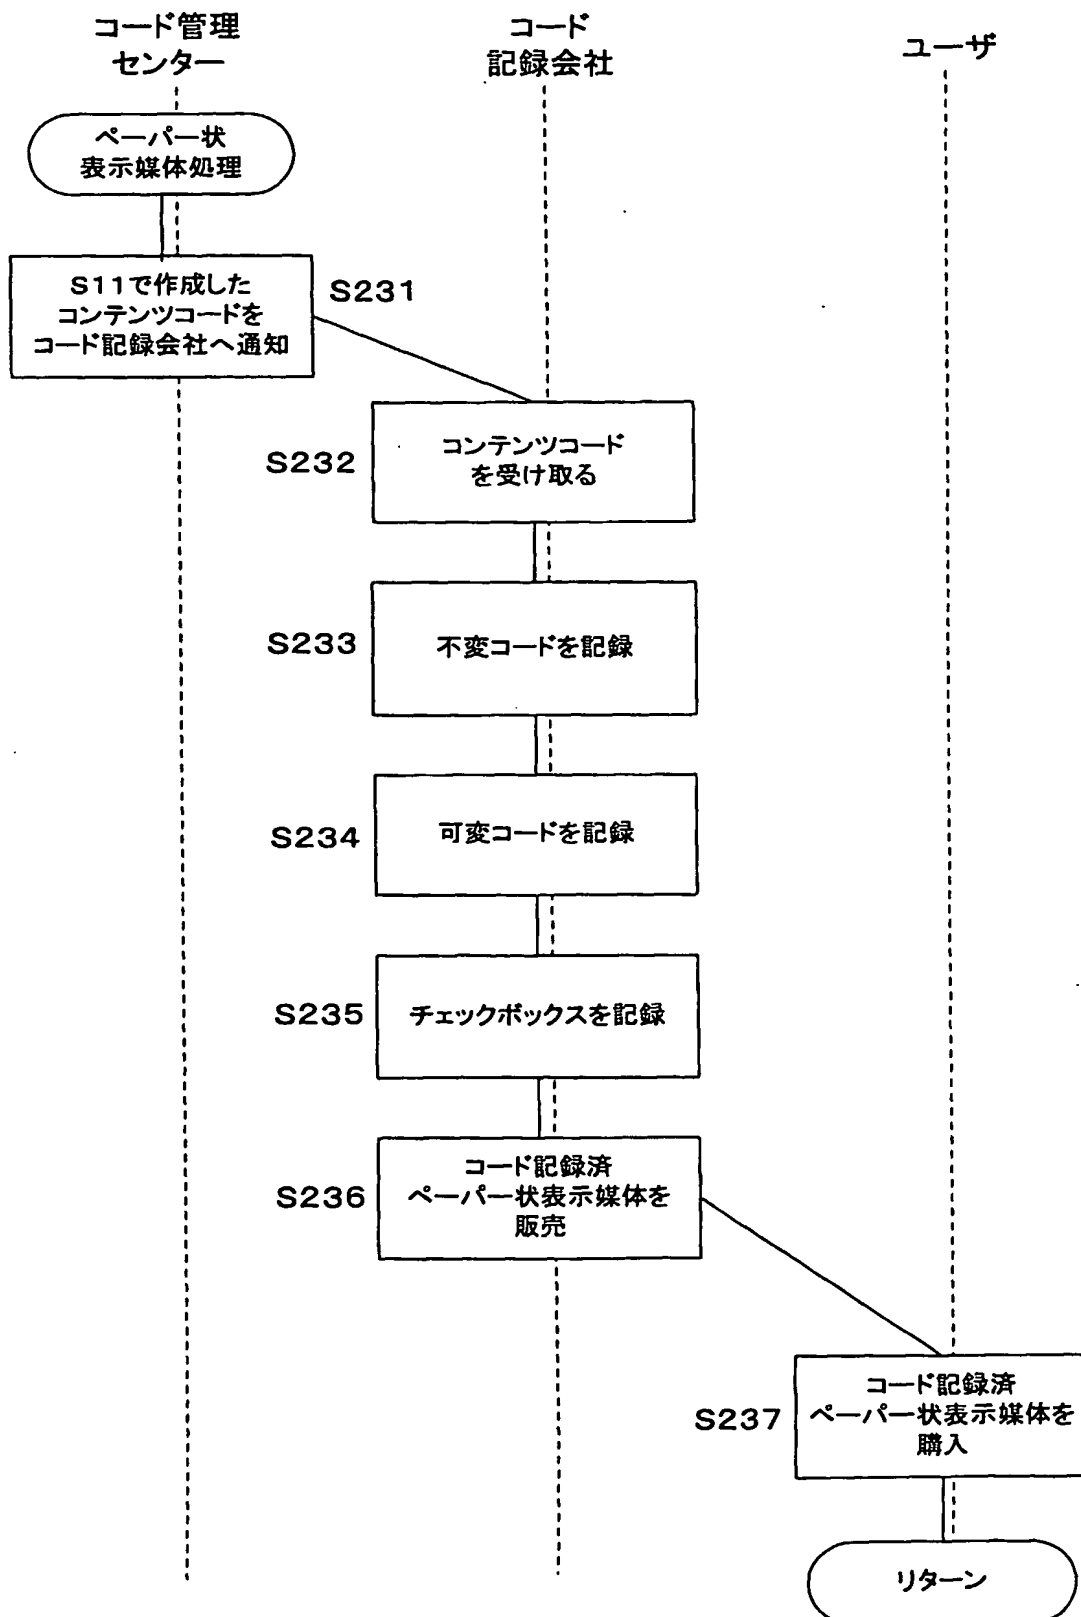 コード管理
センター
コード
記録会社
ユーザ
ペーパー状
表示媒体処理
S11で作成した
コンテンツコードを
コード記録会社へ通知
S231
S232
コンテンツコード
を受け取る
S233
不変コードを記録
S234
可変コードを記録
S235
チェックボックスを記録
S236
コード記録済
ペーパー状表示媒体を
販売
S237
コード記録済
ペーパー状表示媒体を
購入
リターン